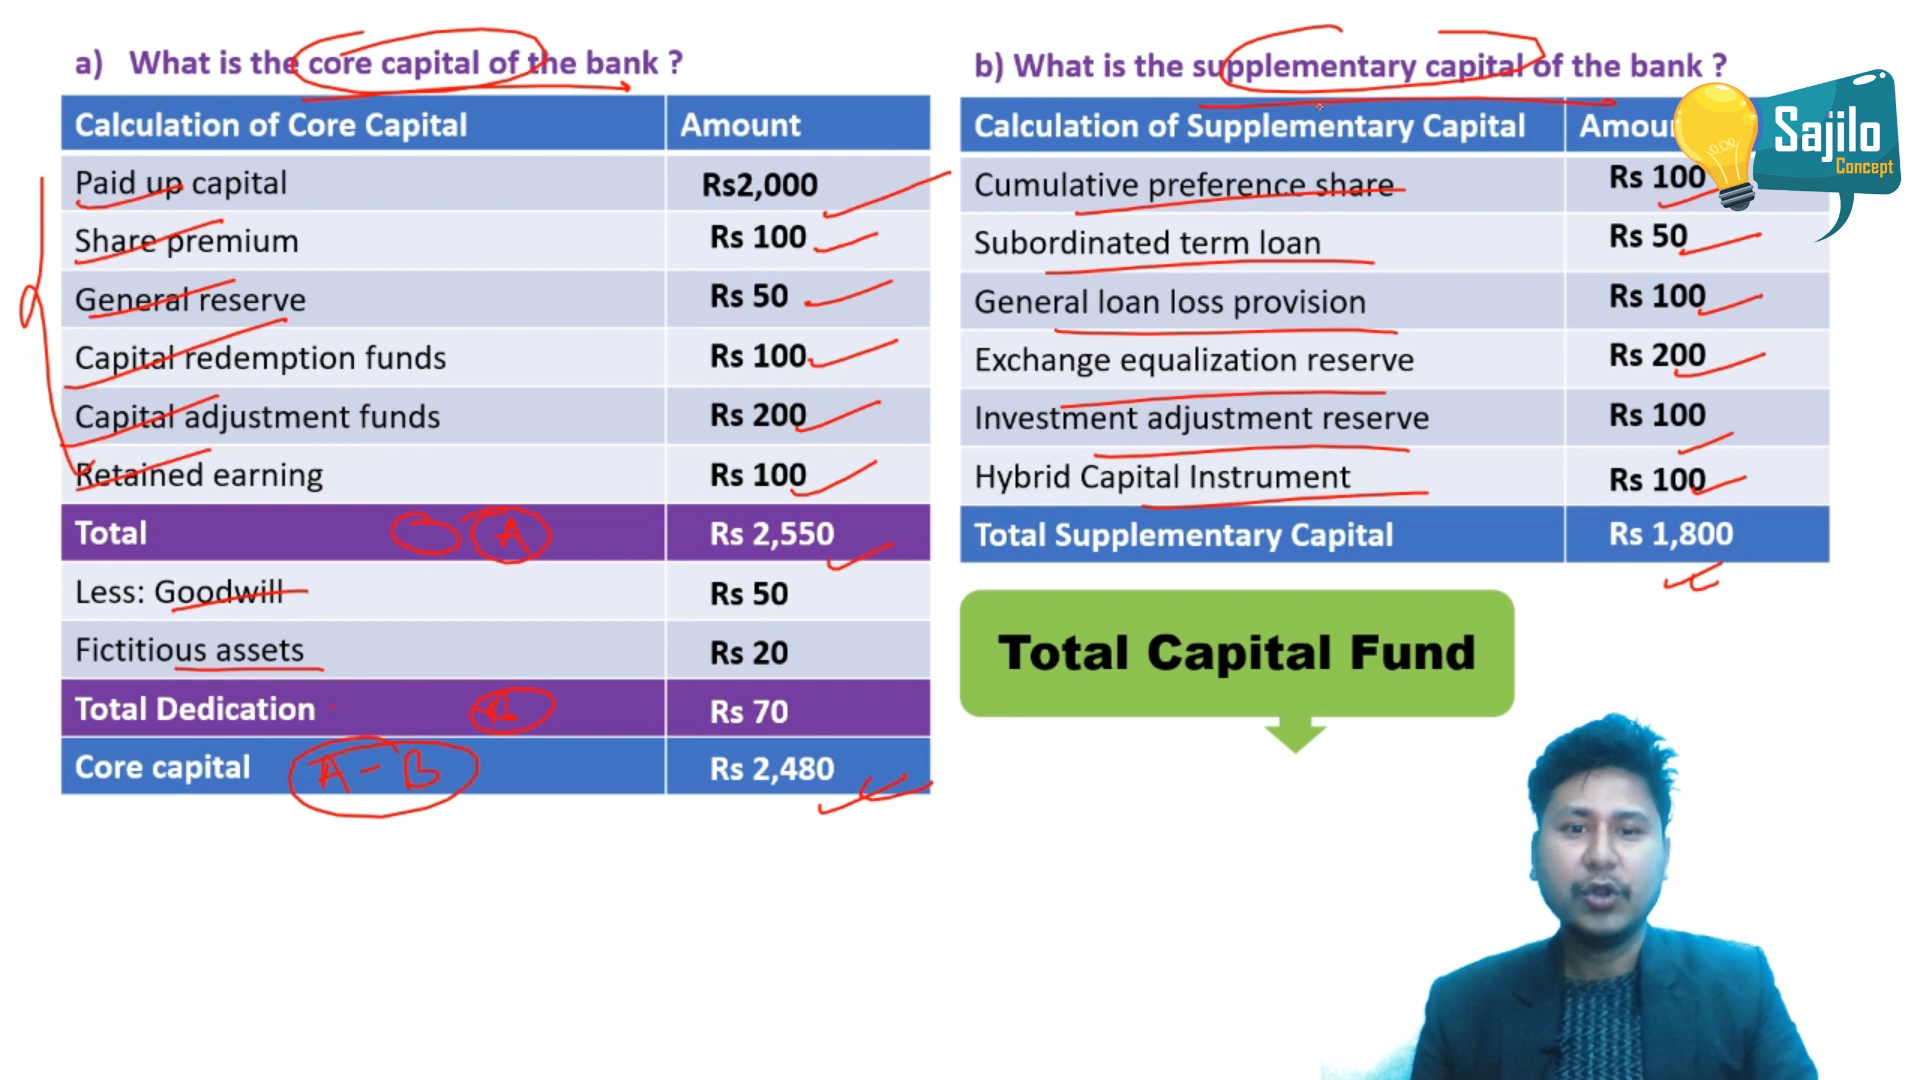 a) What is the core capital of the bank ?
Calculation of Core Capital Amount
Paid up capital Rs2,000
Share premium Rs 100
General reserve Rs 50
Capital redemption funds Rs 100
Capital adjustment funds Rs 200
Retained earning Rs 100
Total A Rs 2,550
Less: Goodwill Rs 50
Fictitious assets Rs 20
Total Dedication Rs 70
Core capital A - B Rs 2,480
b) What is the supplementary capital of the bank ?
Calculation of Supplementary Capital
Cumulative preference share Rs 100
Subordinated term loan Rs 50
General loan loss provision Rs 100
Exchange equalization reserve Rs 200
Investment adjustment reserve Rs 100
Hybrid Capital Instrument Rs 100
Total Supplementary Capital Rs 1,800
Total Capital Fund
Sajilo
Concept